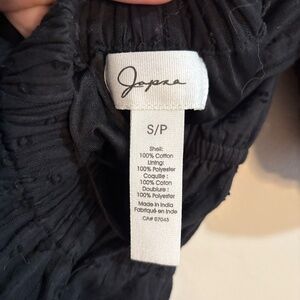 Japna
S/P
Shell:
100% Cotton
Lining:
100% Polyester
Coquille :
100% Coton
Doublure :
100% Polyester
Made in India
Fabriqué en Inde
CA# 07045